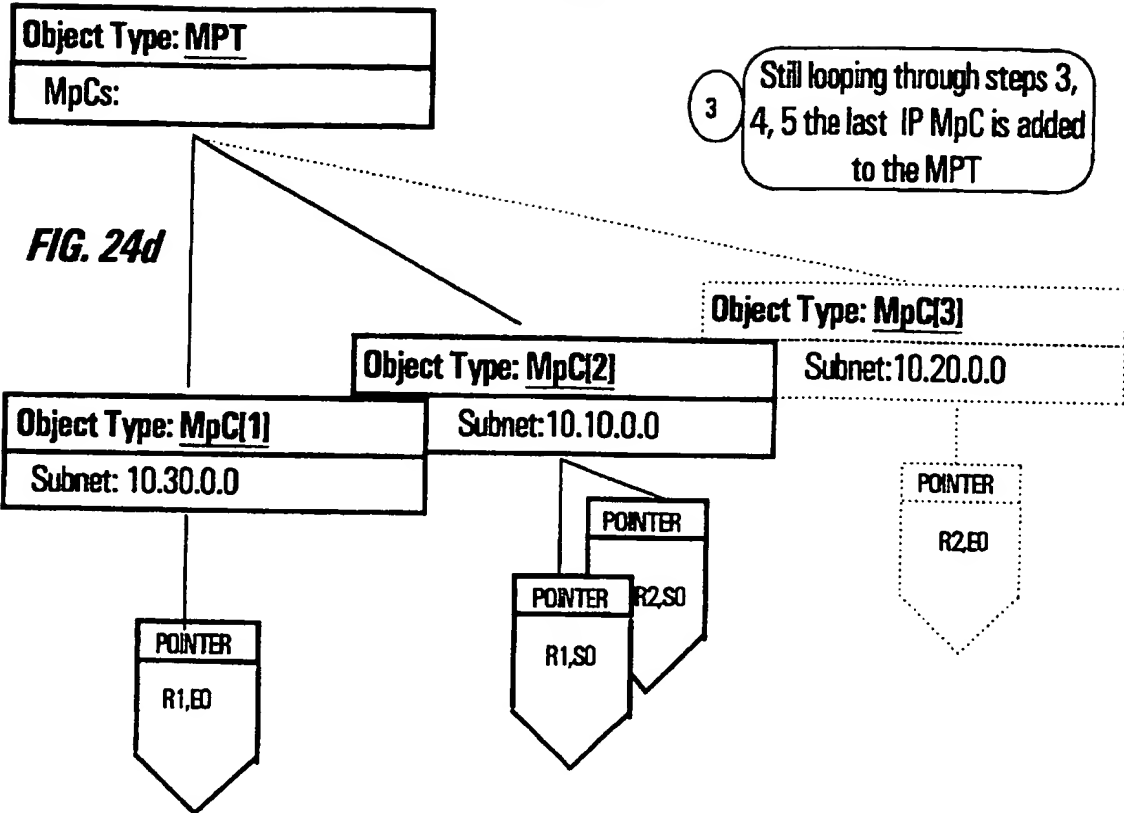 Object Type: MPT
MpCs:
3
Still looping through steps 3,
4, 5 the last IP MpC is added
to the MPT
FIG. 24d
Object Type: MpC[3]
Subnet:10.20.0.0
Object Type: MpC[2]
Subnet:10.10.0.0
Object Type: MpC[1]
Subnet: 10.30.0.0
POINTER
R2,E0
POINTER
R2,S0
POINTER
R1,S0
POINTER
R1,E0